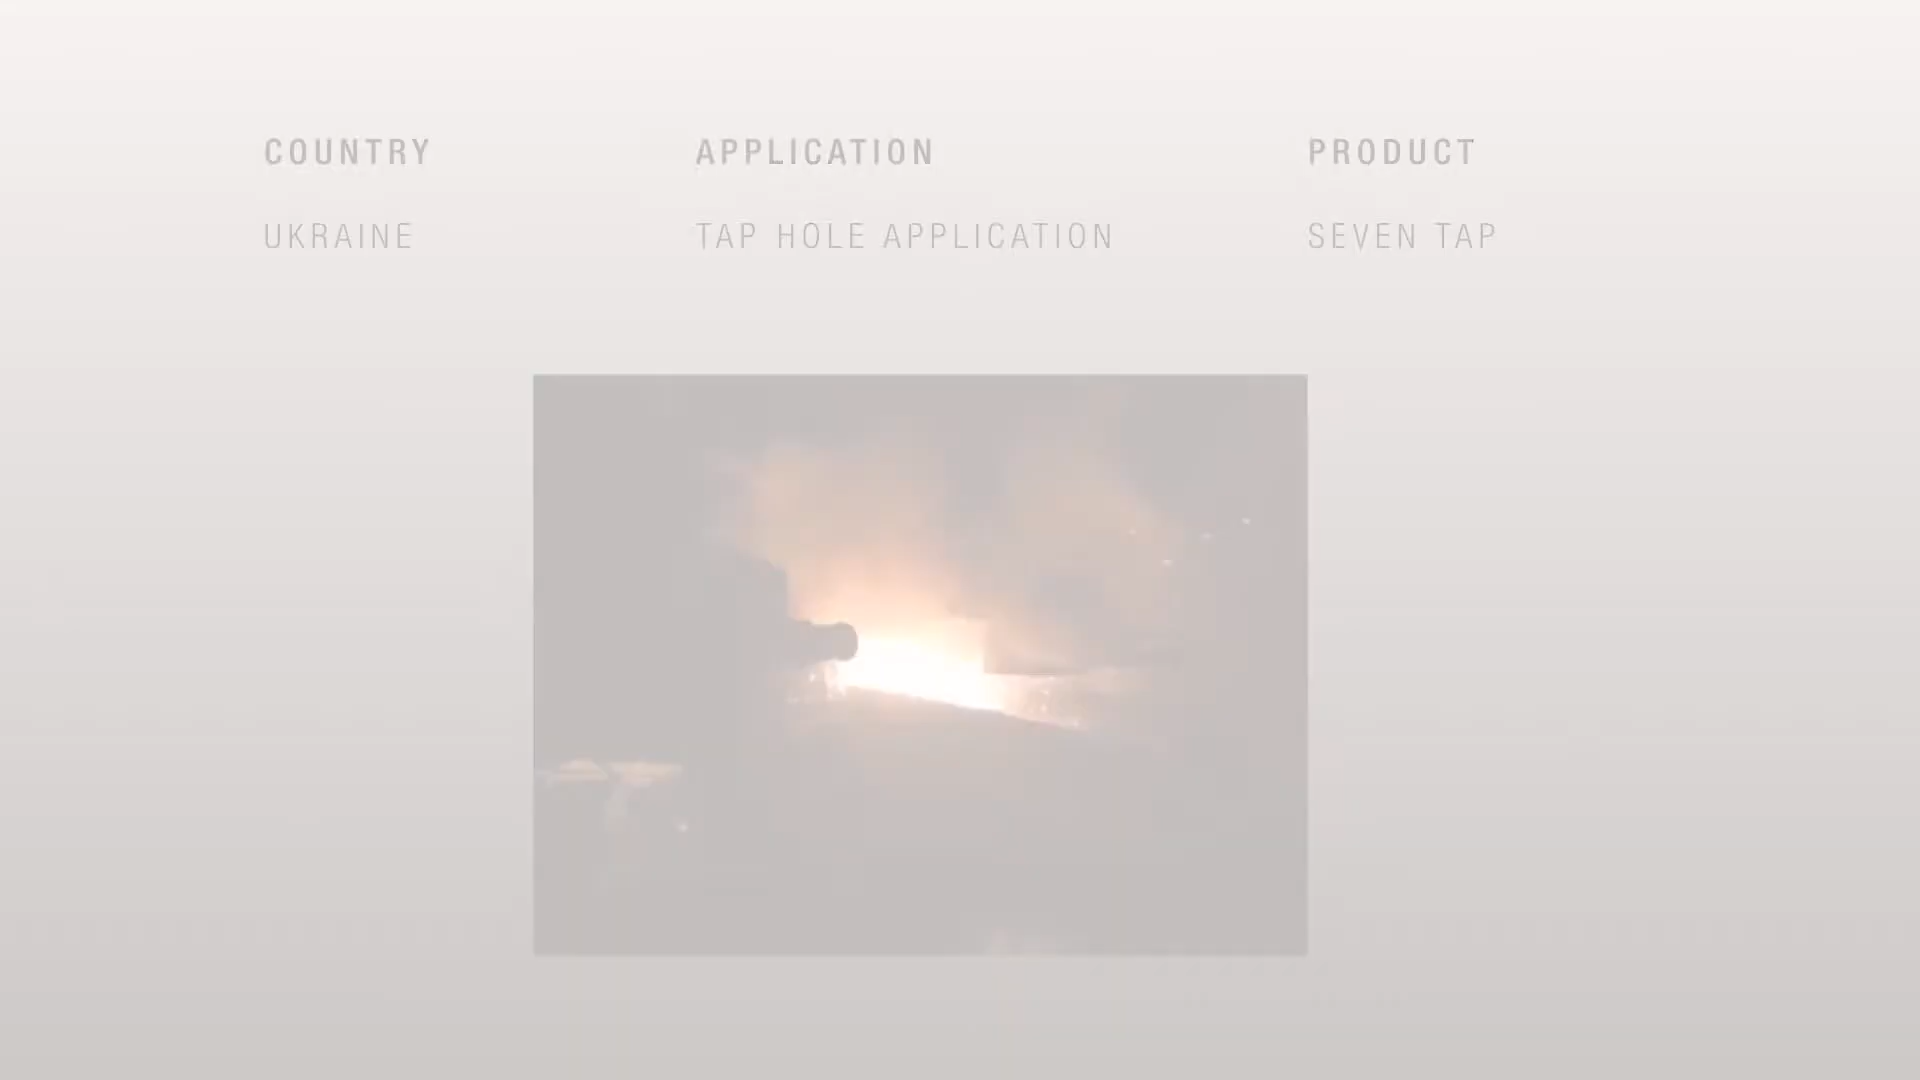 COUNTRY APPLICATION PRODUCT
UKRAINE TAP HOLE APPLICATION SEVEN TAP